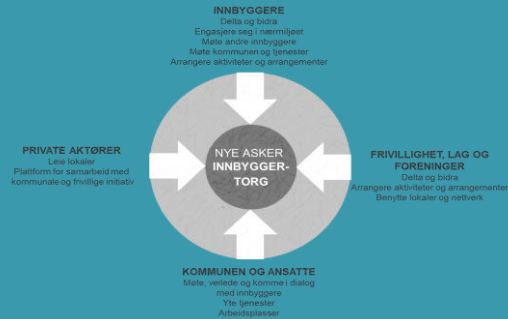 INNBYGGERE
Delta og bidra
Engasjere seg i nærmiljøet
Møte andre innbyggere
Møte kommunen og tjenester
Arrangere aktiviteter og arrangementer
PRIVATE AKTØRER
Leie lokaler
Plattform for samarbeid med
kommunale og frivillige initiativ
NYE ASKER
INNBYGGER-
TORG
FRIVILLIGHET, LAG OG
FORENINGER
Delta og bidra
Arrangere aktiviteter og arrangementer
Benytte lokaler og nettverk
KOMMUNEN OG ANSATTE
Møte, veilede og komme i dialog
med innbyggere
Yte tjenester
Arbeidsplasser